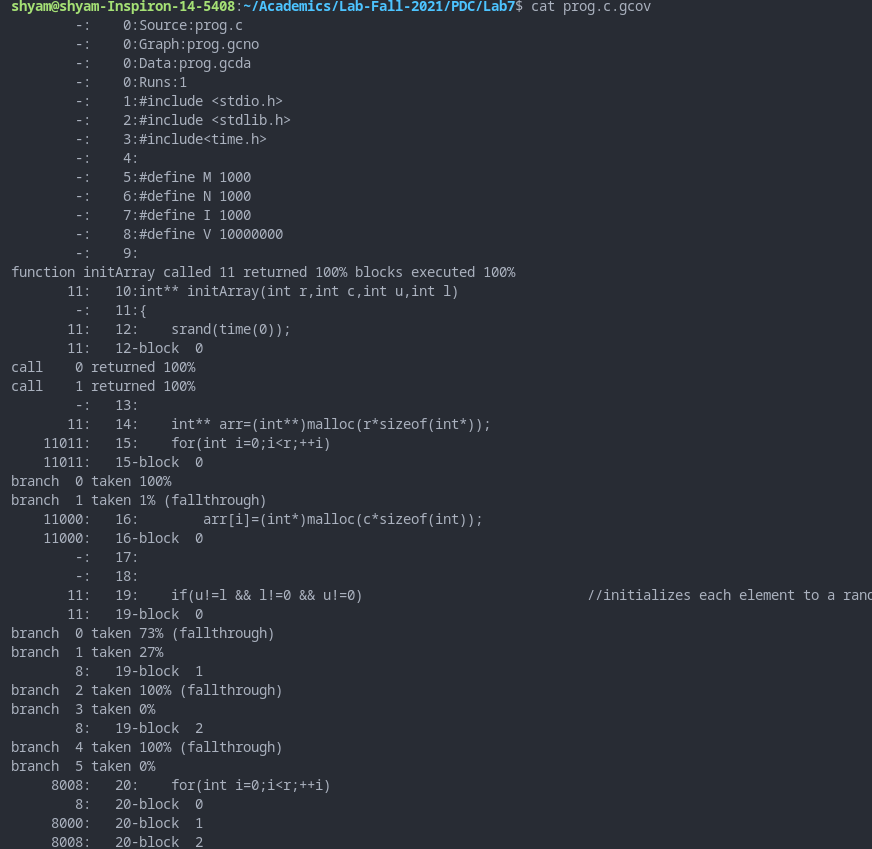 shyam@shyam-Inspiron-14-5408:~/Academics/Lab-Fall-2021/PDC/Lab7$ cat prog.c.gcov
        -:    0:Source:prog.c
        -:    0:Graph:prog.gcno
        -:    0:Data:prog.gcda
        -:    0:Runs:1
        -:    1:#include <stdio.h>
        -:    2:#include <stdlib.h>
        -:    3:#include<time.h>
        -:    4:
        -:    5:#define M 1000
        -:    6:#define N 1000
        -:    7:#define I 1000
        -:    8:#define V 10000000
        -:    9:
function initArray called 11 returned 100% blocks executed 100%
       11:   10:int** initArray(int r,int c,int u,int l)
        -:   11:{
       11:   12:    srand(time(0));
       11:   12-block  0
call    0 returned 100%
call    1 returned 100%
        -:   13:
       11:   14:    int** arr=(int**)malloc(r*sizeof(int*));
    11011:   15:    for(int i=0;i<r;++i)
    11011:   15-block  0
branch  0 taken 100%
branch  1 taken 1% (fallthrough)
    11000:   16:        arr[i]=(int*)malloc(c*sizeof(int));
    11000:   16-block  0
        -:   17:
        -:   18:
       11:   19:    if(u!=l && l!=0 && u!=0)                            //initializes each element to a
       11:   19-block  0
branch  0 taken 73% (fallthrough)
branch  1 taken 27%
        8:   19-block  1
branch  2 taken 100% (fallthrough)
branch  3 taken 0%
        8:   19-block  2
branch  4 taken 100% (fallthrough)
branch  5 taken 0%
     8008:   20:    for(int i=0;i<r;++i)
        8:   20-block  0
     8000:   20-block  1
     8008:   20-block  2